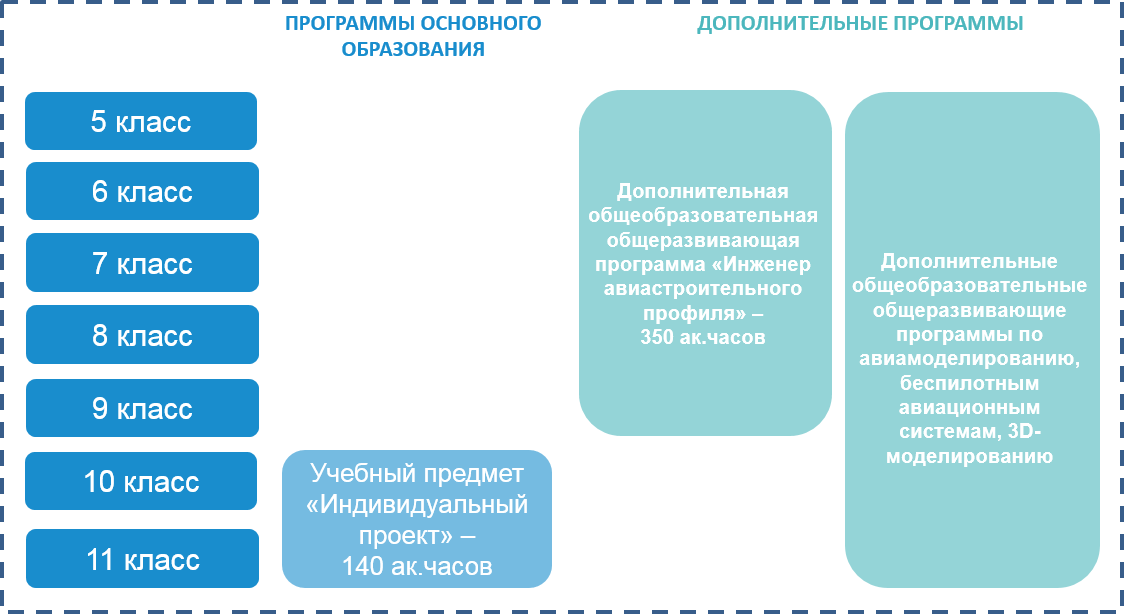 ПРОГРАММЫ ОСНОВНОГО
ОБРАЗОВАНИЯ
ДОПОЛНИТЕЛЬНЫЕ ПРОГРАММЫ
5 класс
6 класс
7 класс
8 класс
9 класс
10 класс
11 класс
Учебный предмет
«Индивидуальный
проект» –
140 ак.часов
Дополнительная
общеобразовательная
общеразвивающая
программа «Инженер
авиастроительного
профиля» –
350 ак.часов
Дополнительные
общеобразовательные
общеразвивающие
программы по
авиамоделированию,
беспилотным
авиационным
системам, 3D-
моделированию